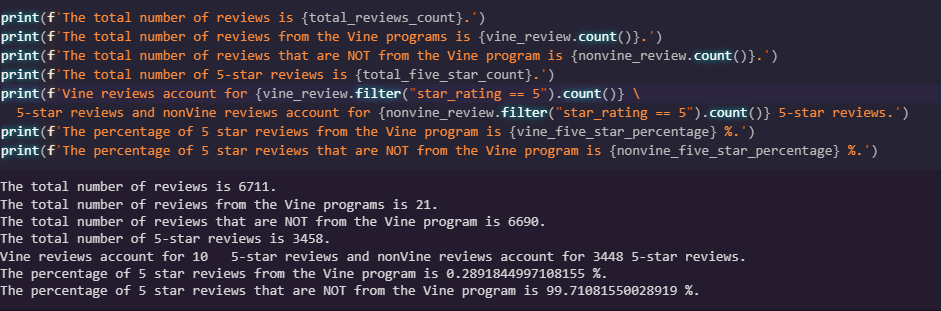 print(f'The total number of reviews is {total_reviews_count}.')
print(f'The total number of reviews from the Vine programs is {vine_review.count()}.')
print(f'The total number of reviews that are NOT from the Vine program is {nonvine_review.count()}.')
print(f'The total number of 5-star reviews is {total_five_star_count}.')
print(f'Vine reviews account for {vine_review.filter("star_rating == 5").count()} \
  5-star reviews and nonVine reviews account for {nonvine_review.filter("star_rating == 5").count()} 5-star reviews.')
print(f'The percentage of 5 star reviews from the Vine program is {vine_five_star_percentage} %.')
print(f'The percentage of 5 star reviews that are NOT from the Vine program is {nonvine_five_star_percentage} %.')
The total number of reviews is 6711.
The total number of reviews from the Vine programs is 21.
The total number of reviews that are NOT from the Vine program is 6690.
The total number of 5-star reviews is 3458.
Vine reviews account for 10   5-star reviews and nonVine reviews account for 3448 5-star reviews.
The percentage of 5 star reviews from the Vine program is 0.2891844997108155 %.
The percentage of 5 star reviews that are NOT from the Vine program is 99.71081550028919 %.